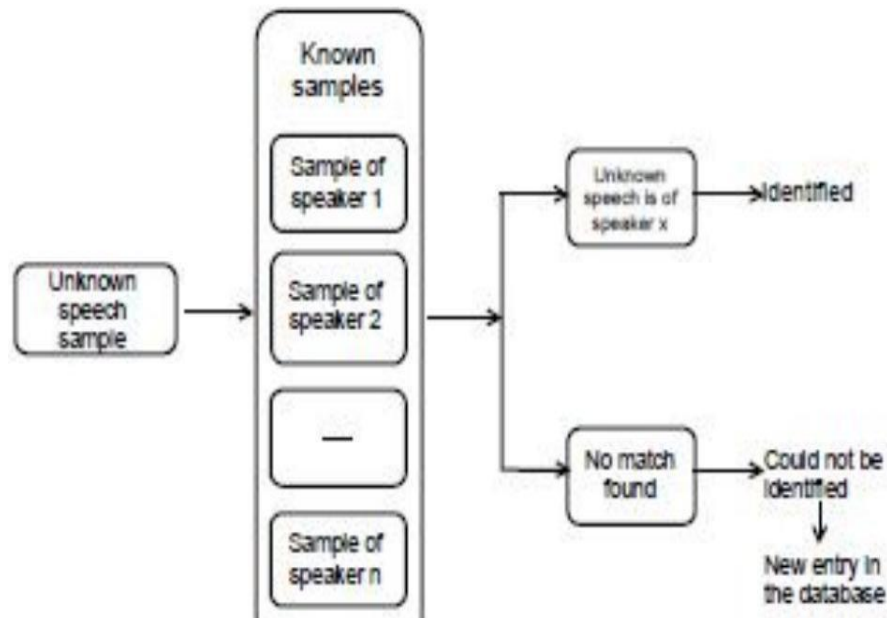 Known
samples
Sample of
speaker 1
Unknown
speech is of
speaker x
Identified
Unknown
speech
sample
Sample of
speaker 2
—
No match
found
Could not be
Identified
Sample of
speaker n
New entry in
the database